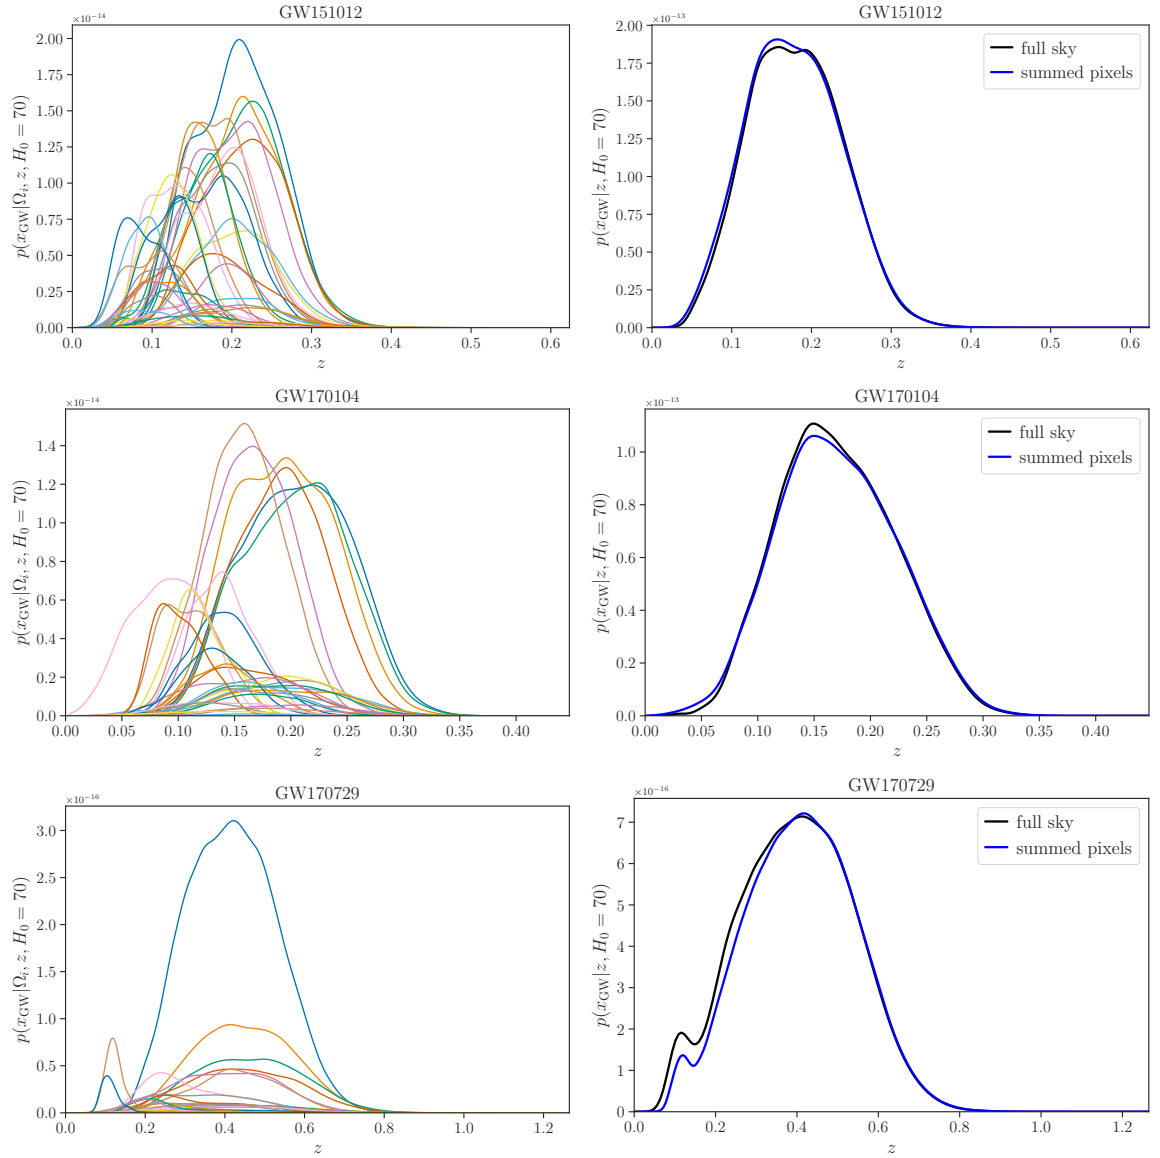 GW151012
×10⁻¹⁴
2.00
1.75
1.50
1.25
1.00
0.75
0.50
0.25
0.00
p(x_GW|Ω_i, z, H₀ = 70)
0.0 0.1 0.2 0.3 0.4 0.5 0.6
z
GW151012
×10⁻¹³
2.00
1.75
1.50
1.25
1.00
0.75
0.50
0.25
0.00
p(x_GW|z, H₀ = 70)
full sky
summed pixels
0.0 0.1 0.2 0.3 0.4 0.5 0.6
z
GW170104
×10⁻¹⁴
1.4
1.2
1.0
0.8
0.6
0.4
0.2
0.0
p(x_GW|Ω_i, z, H₀ = 70)
0.00 0.05 0.10 0.15 0.20 0.25 0.30 0.35 0.40
z
GW170104
×10⁻¹³
1.0
0.8
0.6
0.4
0.2
0.0
p(x_GW|z, H₀ = 70)
full sky
summed pixels
0.00 0.05 0.10 0.15 0.20 0.25 0.30 0.35 0.40
z
GW170729
×10⁻¹⁶
3.0
2.5
2.0
1.5
1.0
0.5
0.0
p(x_GW|Ω_i, z, H₀ = 70)
0.0 0.2 0.4 0.6 0.8 1.0 1.2
z
GW170729
×10⁻¹⁶
7
6
5
4
3
2
1
0
p(x_GW|z, H₀ = 70)
full sky
summed pixels
0.0 0.2 0.4 0.6 0.8 1.0 1.2
z